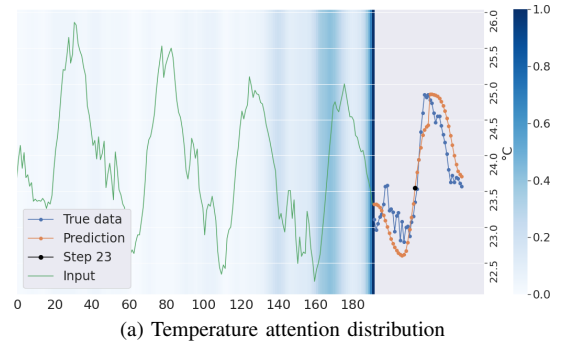 26.0
25.5
25.0
24.5
24.0
23.5
23.0
22.5
°C
1.0
0.8
0.6
0.4
0.2
0.0
True data
Prediction
Step 23
Input
0 20 40 60 80 100 120 140 160 180
(a) Temperature attention distribution